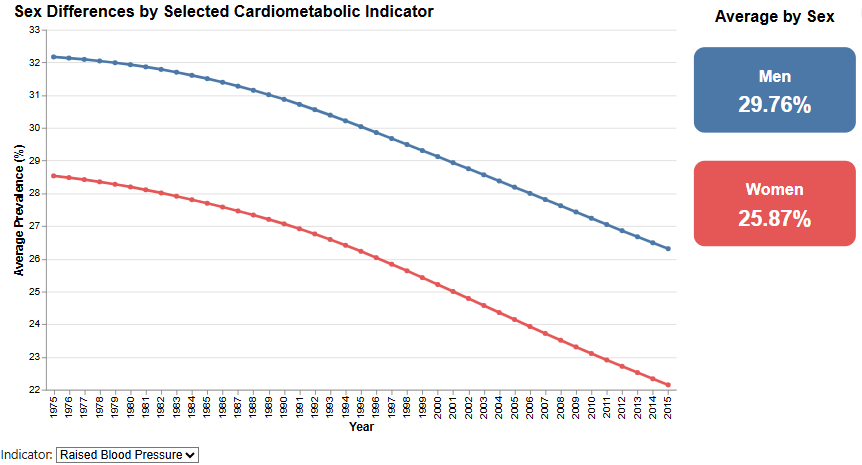 Sex Differences by Selected Cardiometabolic Indicator
Average by Sex
Men
29.76%
Women
25.87%
Average Prevalence (%)
33
32
31
30
29
28
27
26
25
24
23
22
1975 1976 1977 1978 1979 1980 1981 1982 1983 1984 1985 1986 1987 1988 1989 1990 1991 1992 1993 1994 1995 1996 1997 1998 1999 2000 2001 2002 2003 2004 2005 2006 2007 2008 2009 2010 2011 2012 2013 2014 2015
Year
Indicator: Raised Blood Pressure